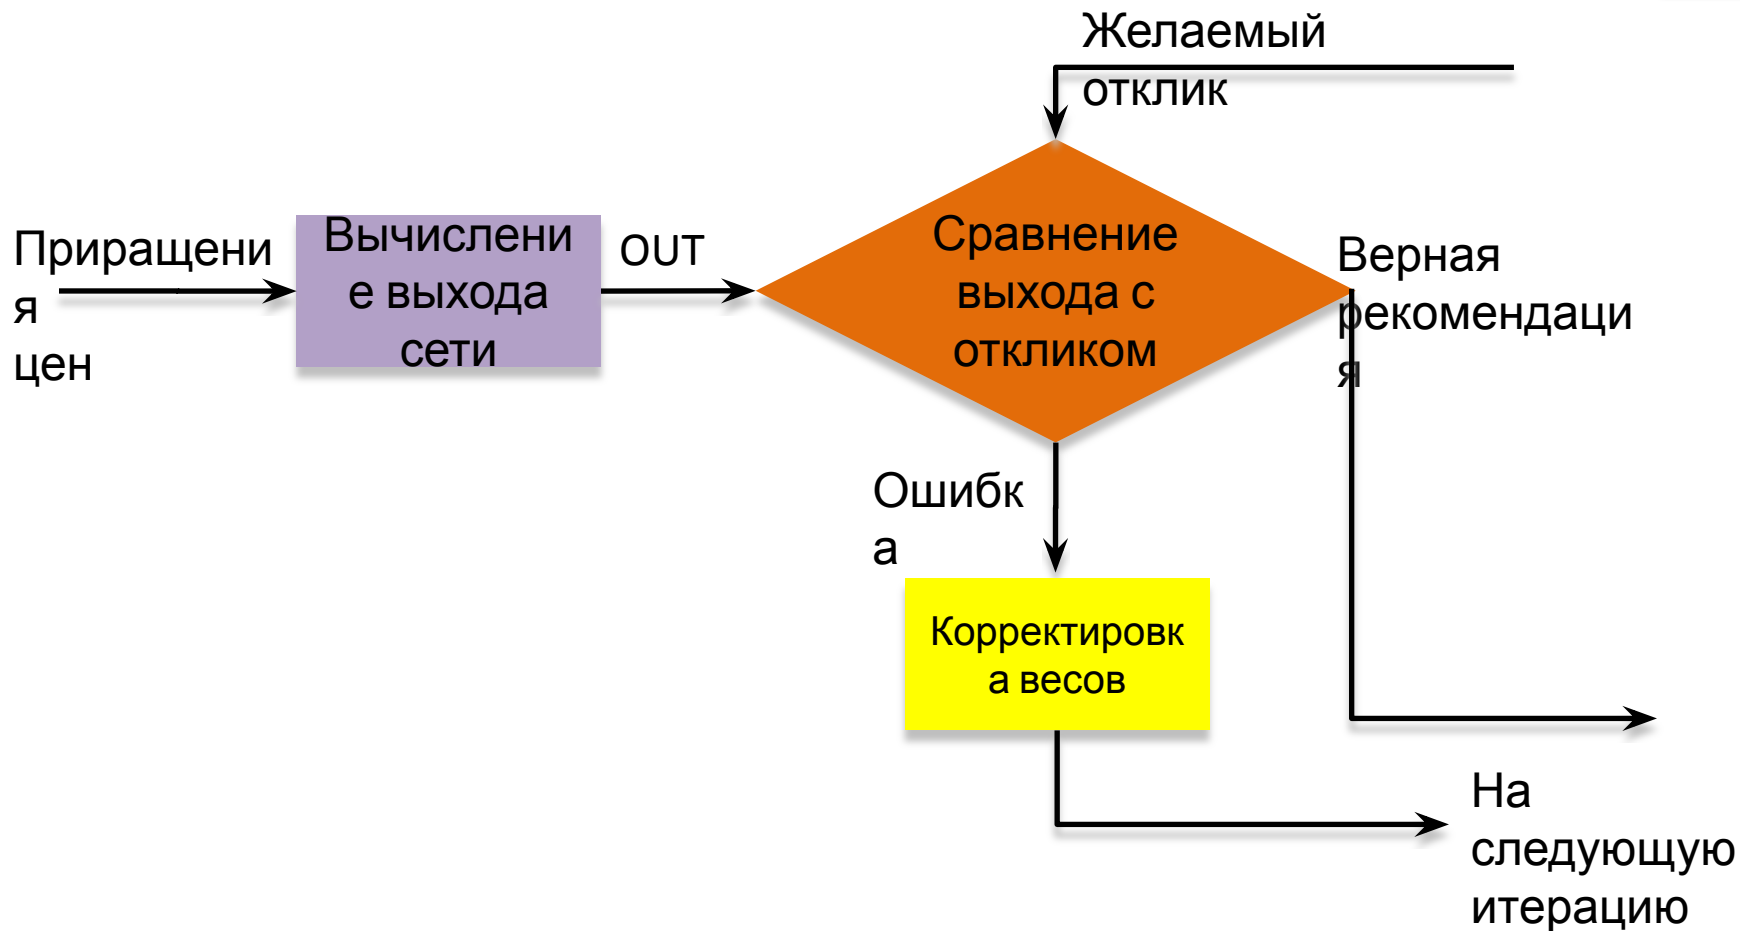 Желаемый
отклик
Приращени
я
цен
Вычислени
е выхода
сети
OUT
Сравнение
выхода с
откликом
Верная
рекомендаци
я
Ошибк
а
Корректировк
а весов
На
следующую
итерацию